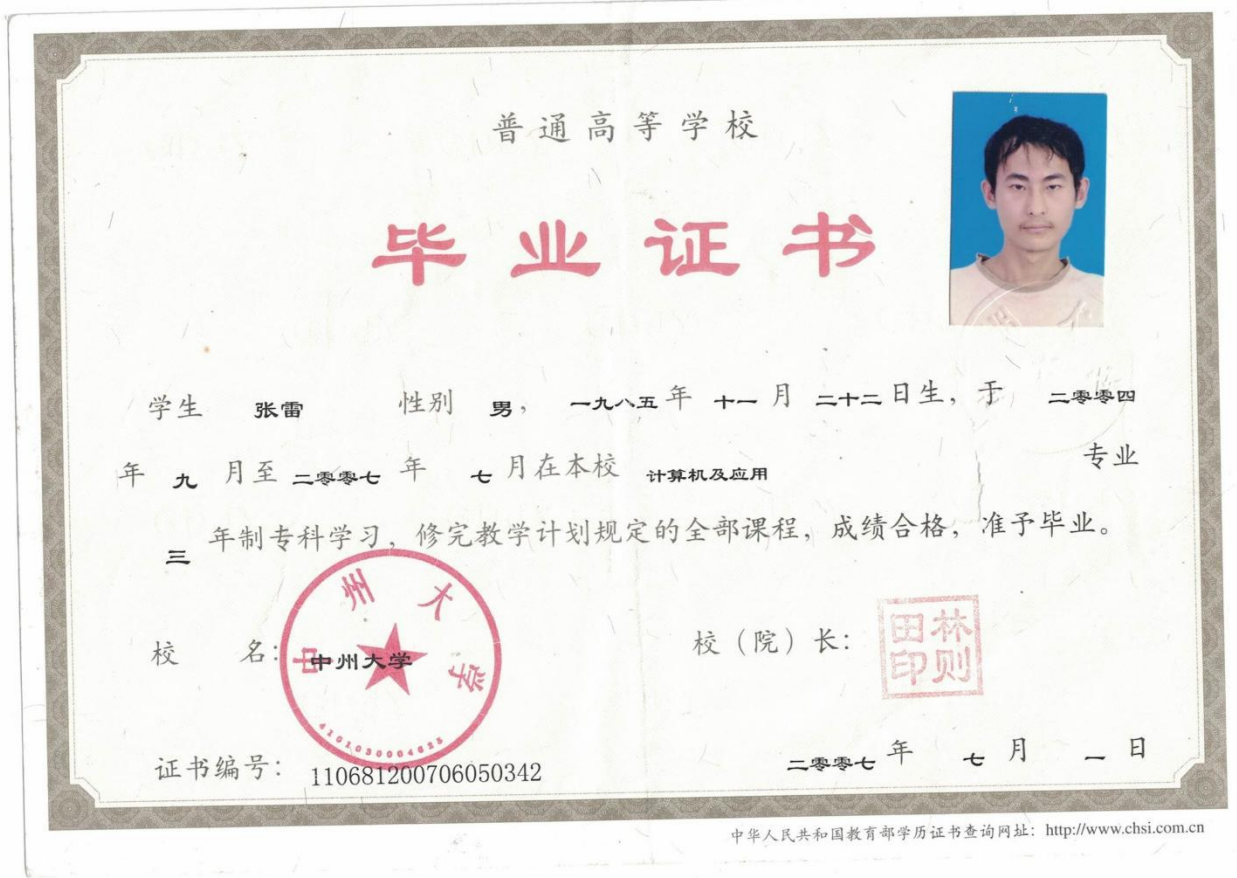 普通高等学校
毕业证书
学生 张雷 性别 男， 一九八五年 十一月 二十二日生，于 二零零四
年 九 月至 二零零七 年 七月在本校 计算机及应用 专业
三 年制专科学习，修完教学计划规定的全部课程，成绩合格，准予毕业。
中州大学
4101030004623
校 名：中州大学
校（院）长：
林则田印
证书编号：110681200706050342
二零零七 年 七 月 一 日
中华人民共和国教育部学历证书查询网址：http://www.chsi.com.cn